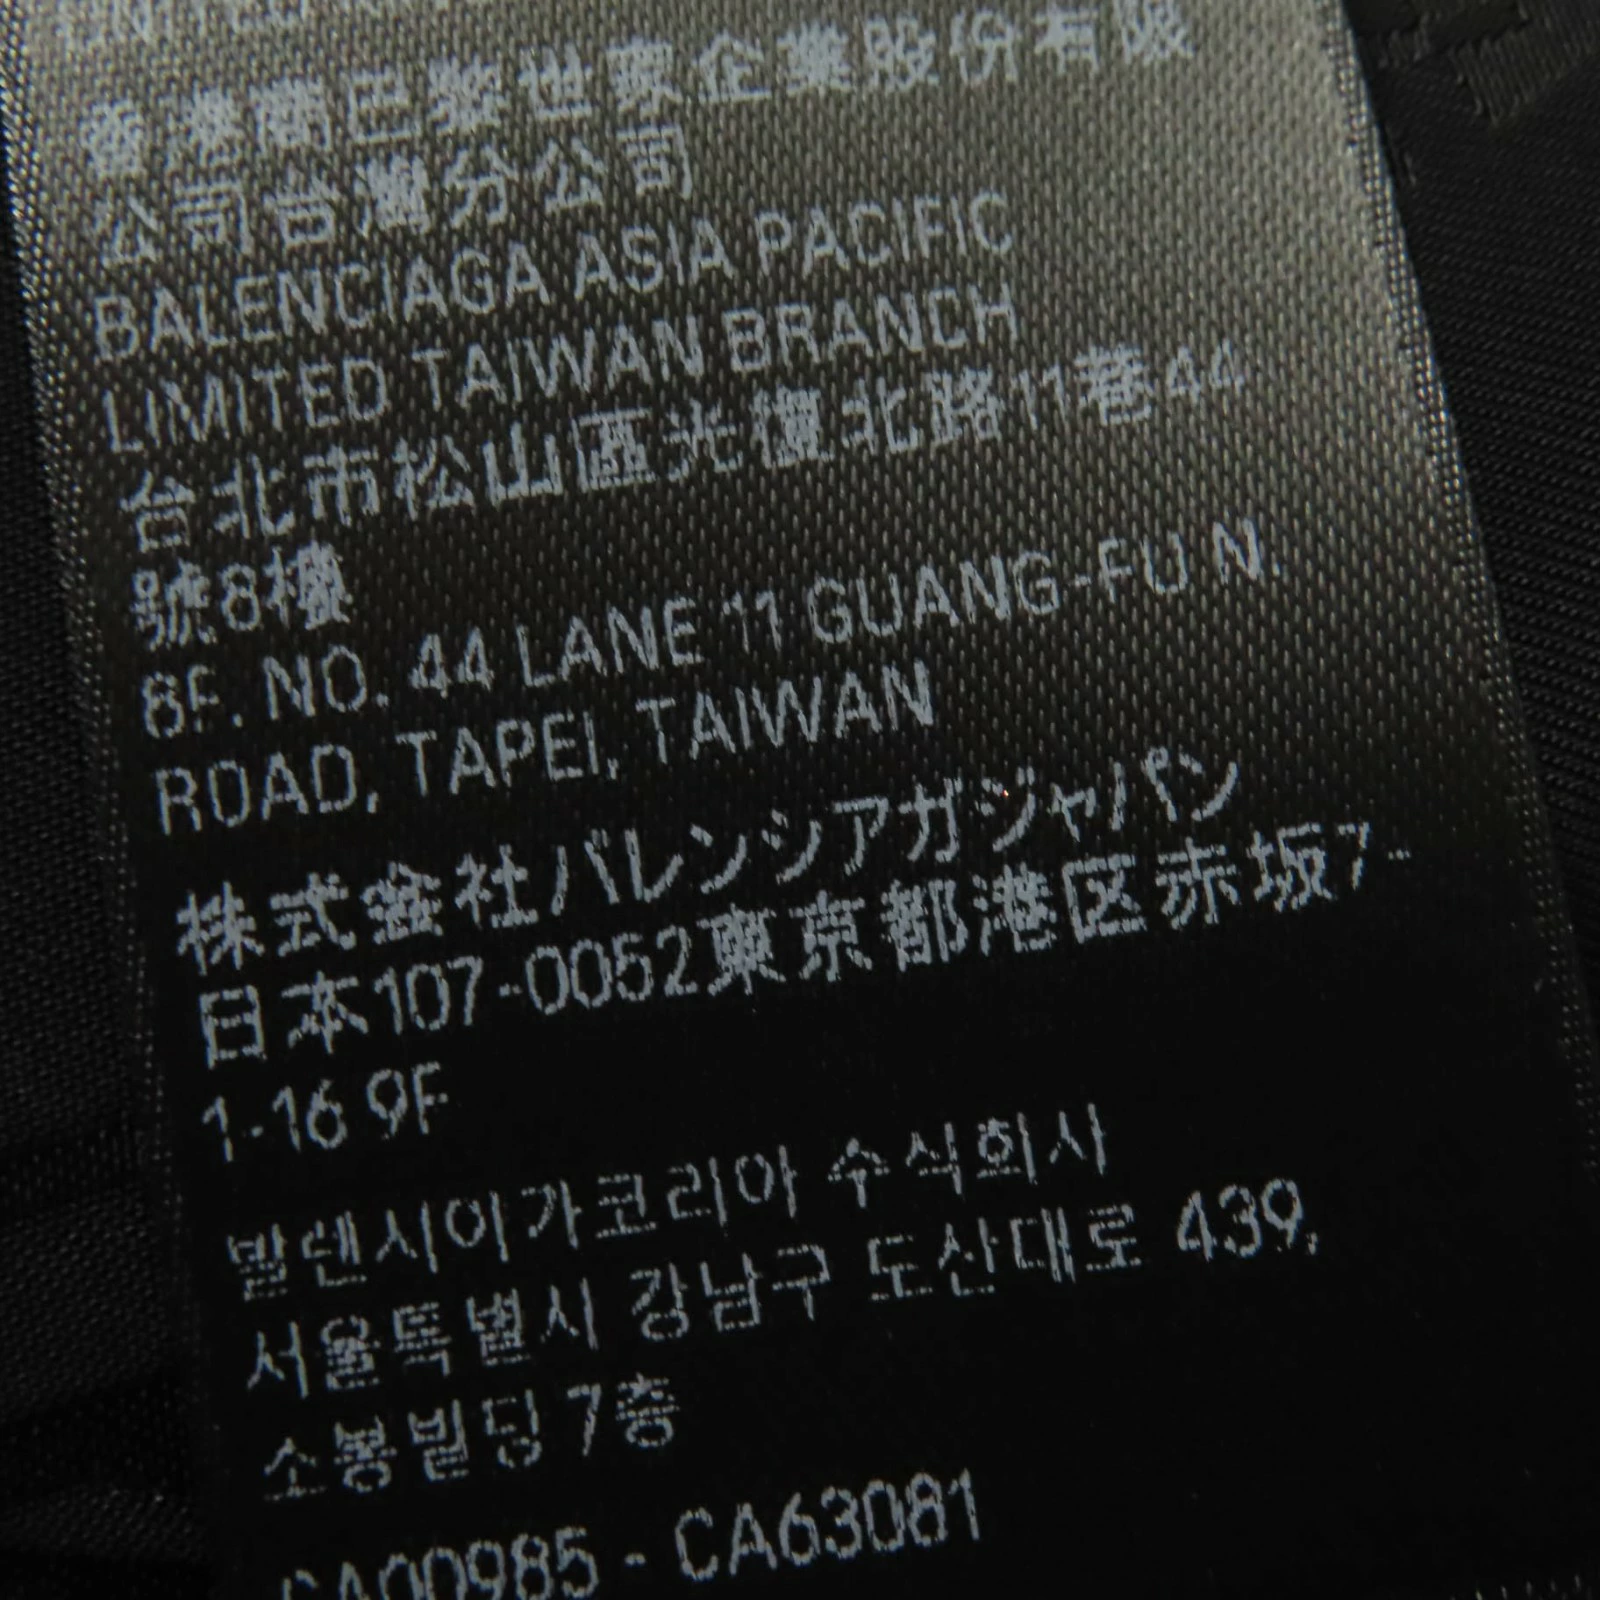 香港商巴黎世家企業股份有限
公司台灣分公司
BALENCIAGA ASIA PACIFIC
LIMITED TAIWAN BRANCH
台北市松山區光復北路11巷44
號8樓
8F. NO. 44 LANE 11 GUANG-FU N.
ROAD, TAPEI, TAIWAN
株式会社バレンシアガジャパン
日本107-0052東京都港区赤坂7-
1-16 9F
발렌시아가코리아 수식회사
서울특별시 강남구 도산대로 439,
소봉빌딩 7층
CA00985 - CA63081